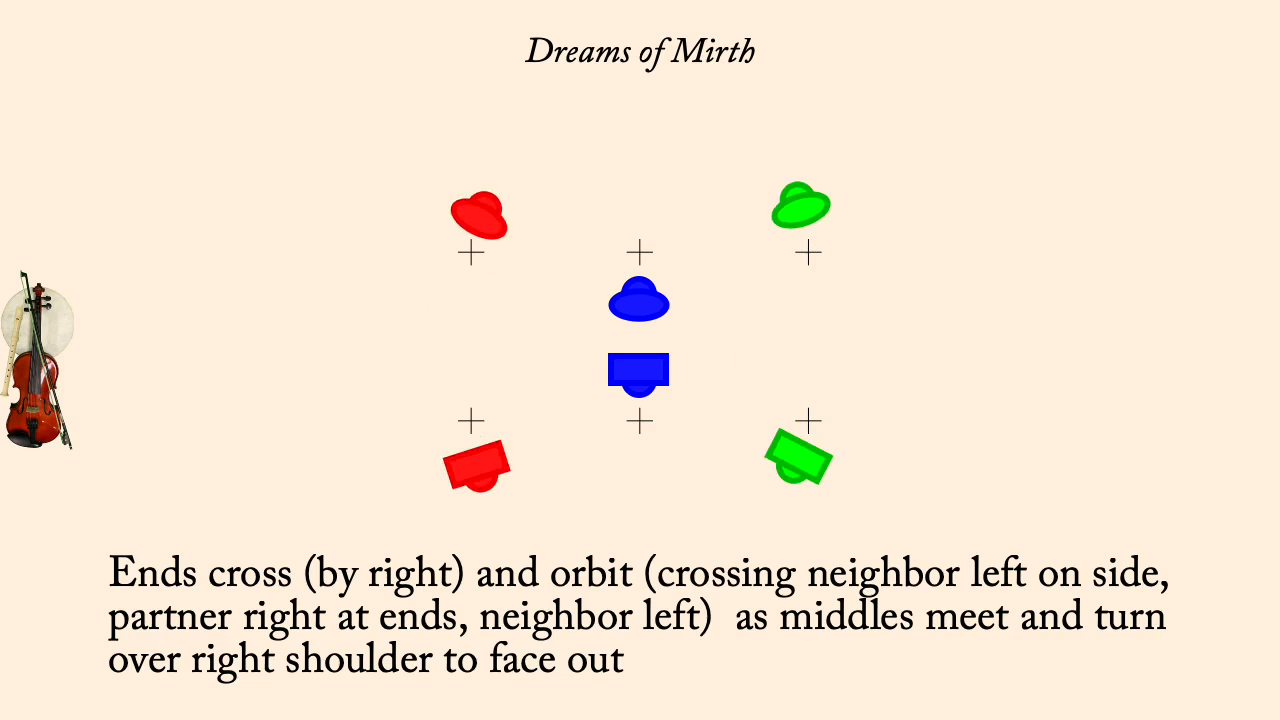 Dreams of Mirth
Ends cross (by right) and orbit (crossing neighbor left on side,
partner right at ends, neighbor left)  as middles meet and turn
over right shoulder to face out